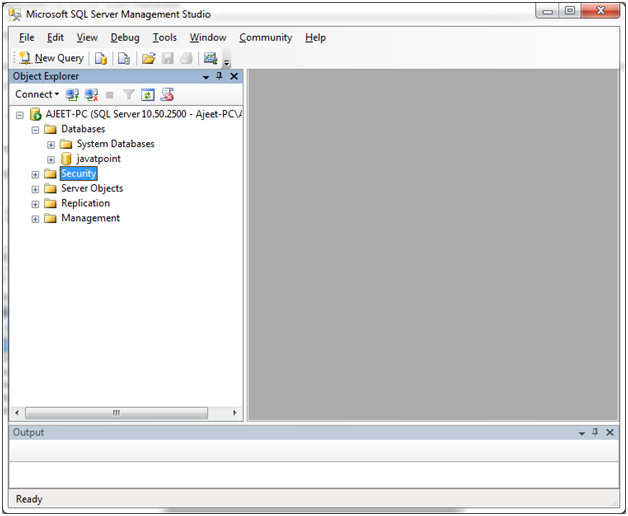 Microsoft SQL Server Management Studio
File Edit View Debug Tools Window Community Help
New Query
Object Explorer
Connect
AJEET-PC (SQL Server 10.50.2500 - Ajeet-PC\A
Databases
System Databases
javatpoint
Security
Server Objects
Replication
Management
Output
Ready